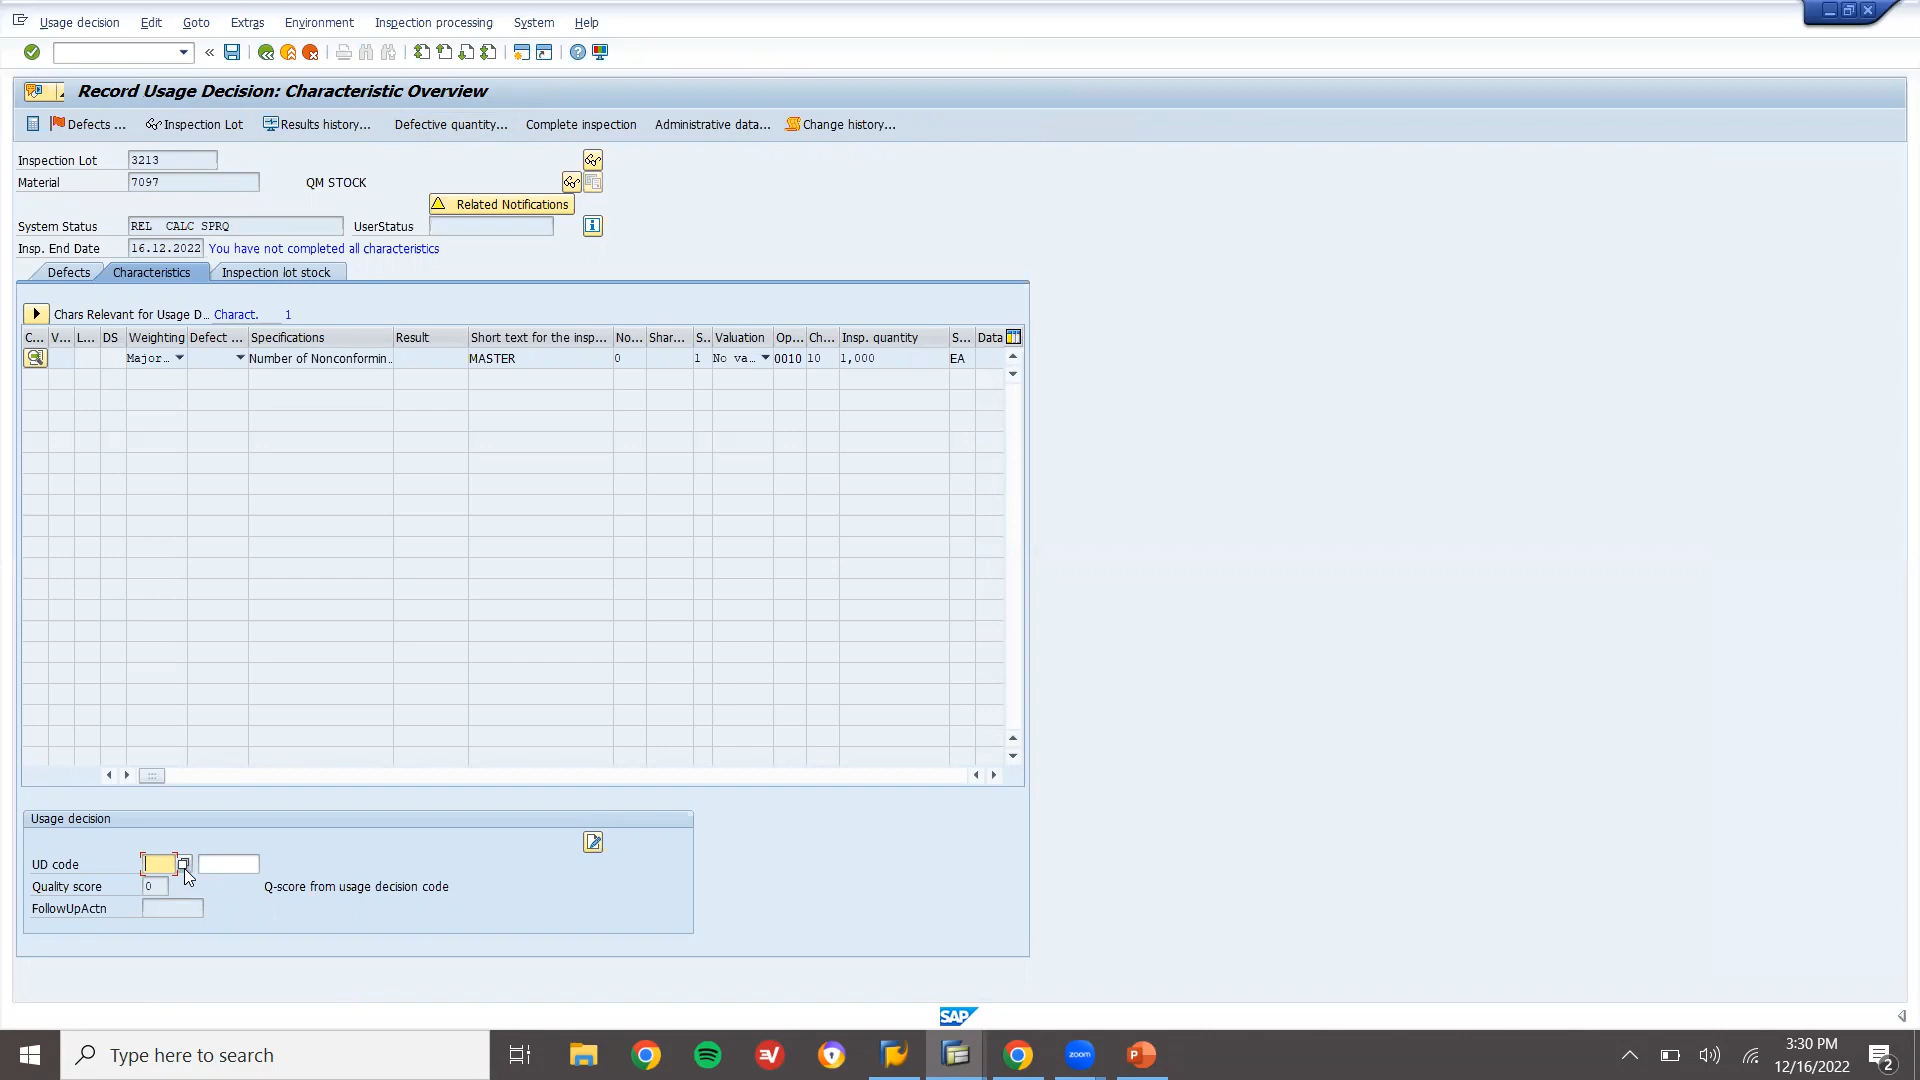 Usage decision Edit Goto Extras Environment Inspection processing System Help
«
Record Usage Decision: Characteristic Overview
Defects ... Inspection Lot Results history... Defective quantity... Complete inspection Administrative data... Change history...
Inspection Lot 3213
Material 7097 QM STOCK
Related Notifications
System Status REL CALC SPRQ UserStatus
Insp. End Date 16.12.2022 You have not completed all characteristics
Defects Characteristics Inspection lot stock
Chars Relevant for Usage D... Charact. 1
C... V... L... DS Weighting Defect ... Specifications Result Short text for the insp... No... Shar... S.. Valuation Op... Ch... Insp. quantity S... Data
Major... Number of Nonconformin.. MASTER 0 1 No va... 0010 10 1,000 EA
Usage decision
UD code
Quality score 0 Q-score from usage decision code
FollowUpActn
SAP
Type here to search
zoom
3:30 PM
12/16/2022
2